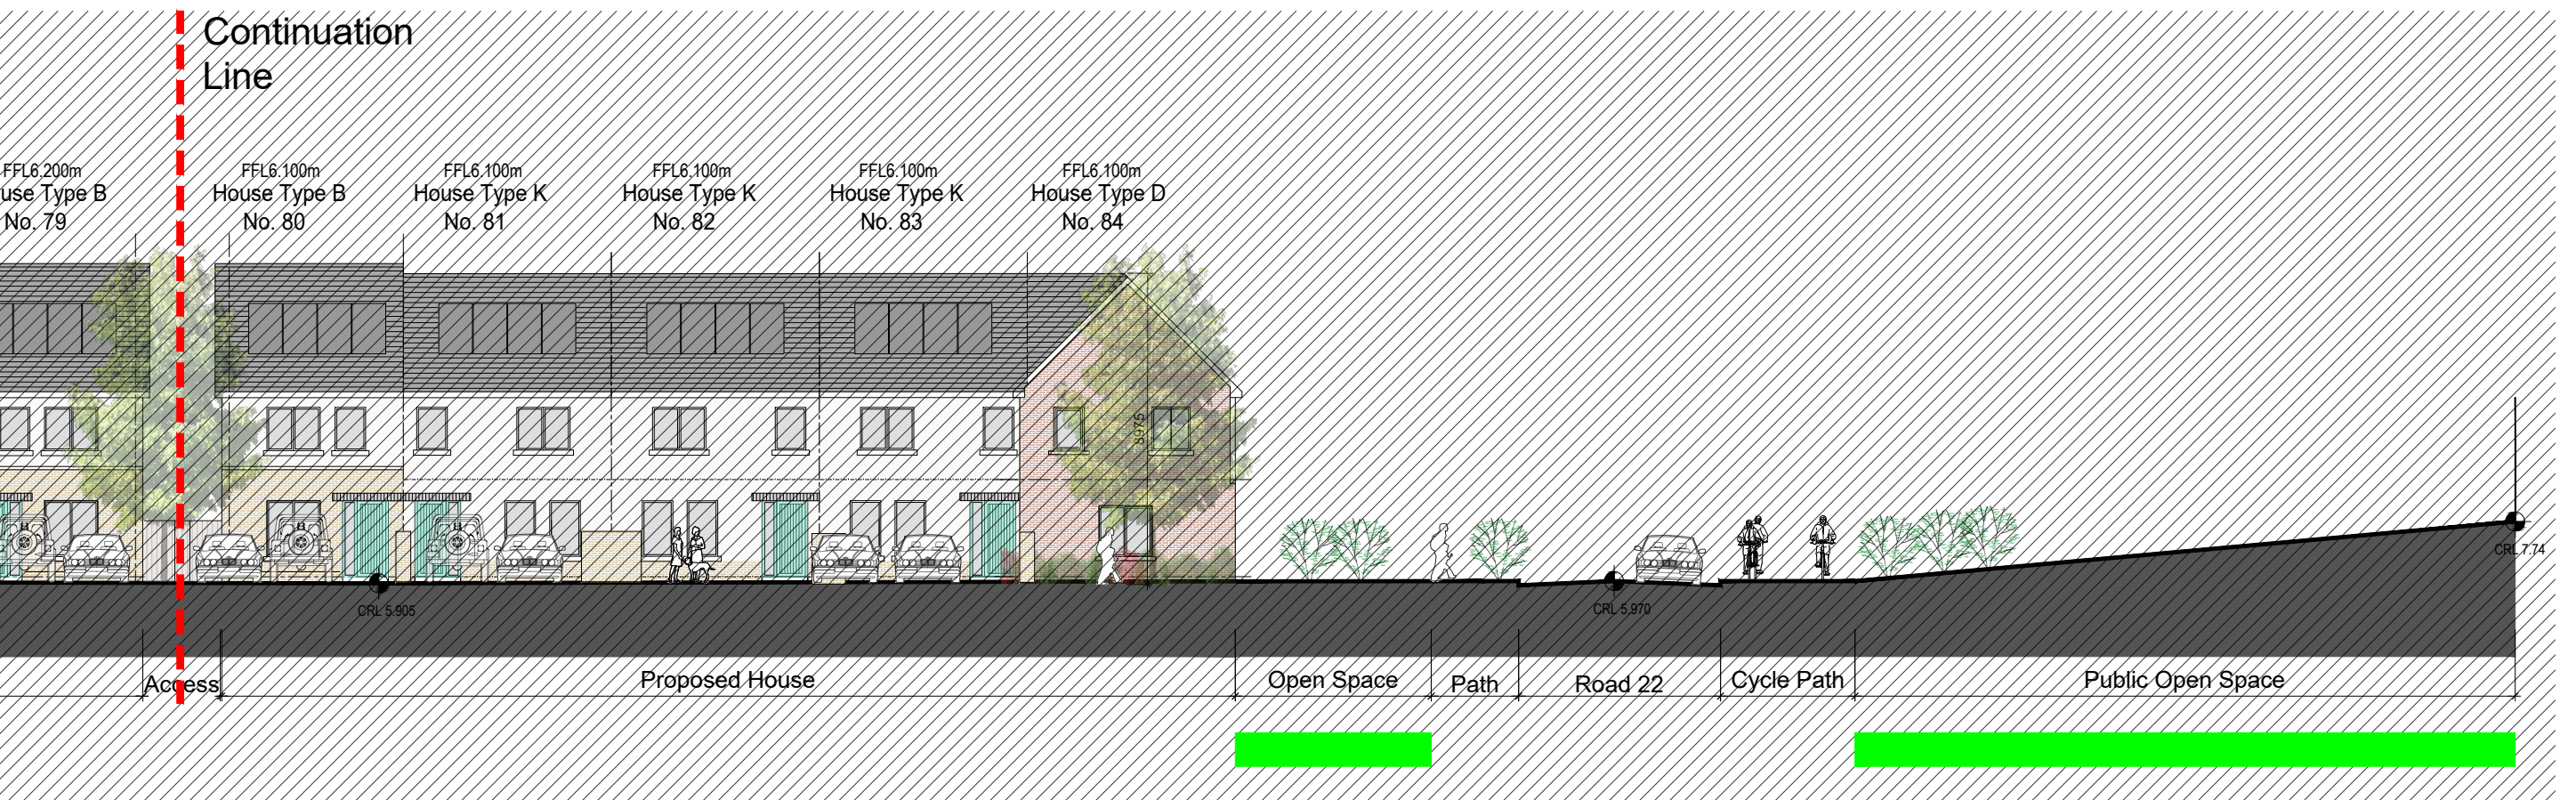 Continuation
Line
FFL6.200m
use Type B
No. 79
FFL6.100m
House Type B
No. 80
FFL6.100m
House Type K
No. 81
FFL6.100m
House Type K
No. 82
FFL6.100m
House Type K
No. 83
FFL6.100m
House Type D
No. 84
8975
CRL 5.905
CRL 5.970
CRL 7.74
Access
Proposed House
Open Space
Path
Road 22
Cycle Path
Public Open Space